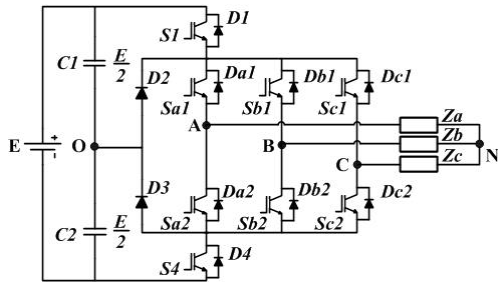 D1
S1
C1 E/2
D2 Da1 Db1 Dc1
Sa1 Sb1 Sc1
E + - O A Za
B Zb N
C Zc
D3 Da2 Db2 Dc2
C2 E/2 Sa2 Sb2 Sc2
D4
S4